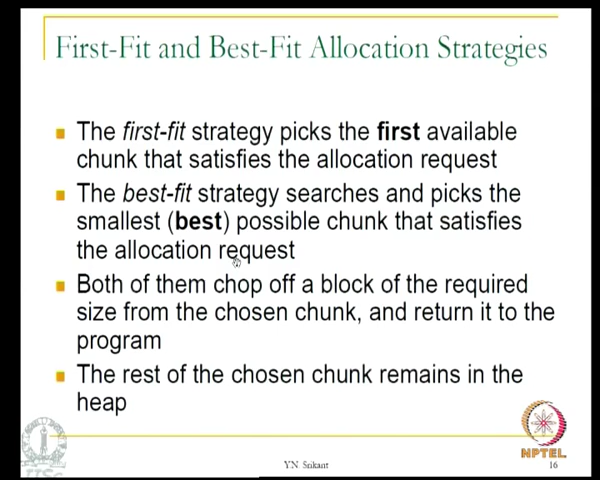 First-Fit and Best-Fit Allocation Strategies
The first-fit strategy picks the first available
chunk that satisfies the allocation request
The best-fit strategy searches and picks the
smallest (best) possible chunk that satisfies
the allocation request
Both of them chop off a block of the required
size from the chosen chunk, and return it to the
program
The rest of the chosen chunk remains in the
heap
NPTEL
Y.N. Srikant
16